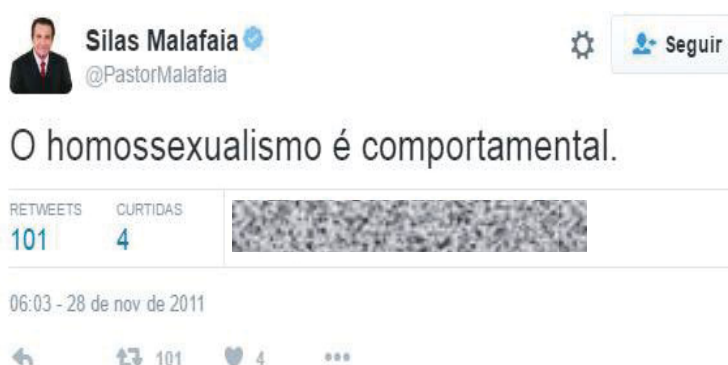 Silas Malafaia
Seguir
@PastorMalafaia
O homossexualismo é comportamental.
RETWEETS CURTIDAS
101 4
06:03 - 28 de nov de 2011
101 4